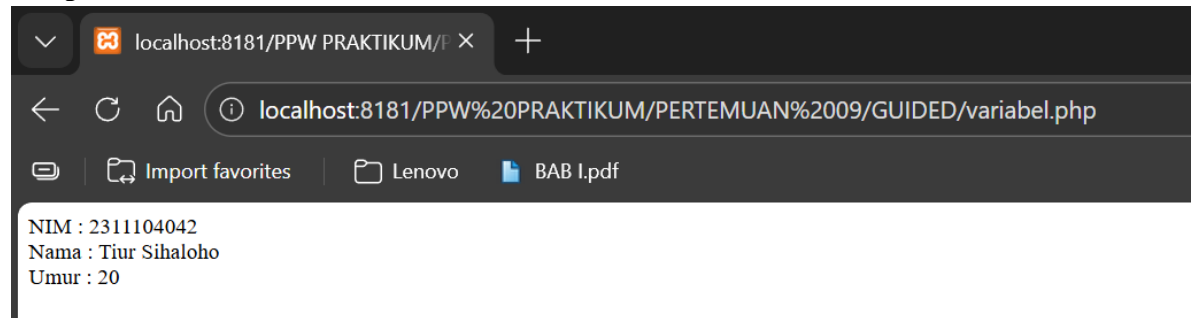 localhost:8181/PPW PRAKTIKUM/P
localhost:8181/PPW%20PRAKTIKUM/PERTEMUAN%2009/GUIDED/variabel.php
Import favorites Lenovo BAB I.pdf
NIM : 2311104042
Nama : Tiur Sihaloho
Umur : 20